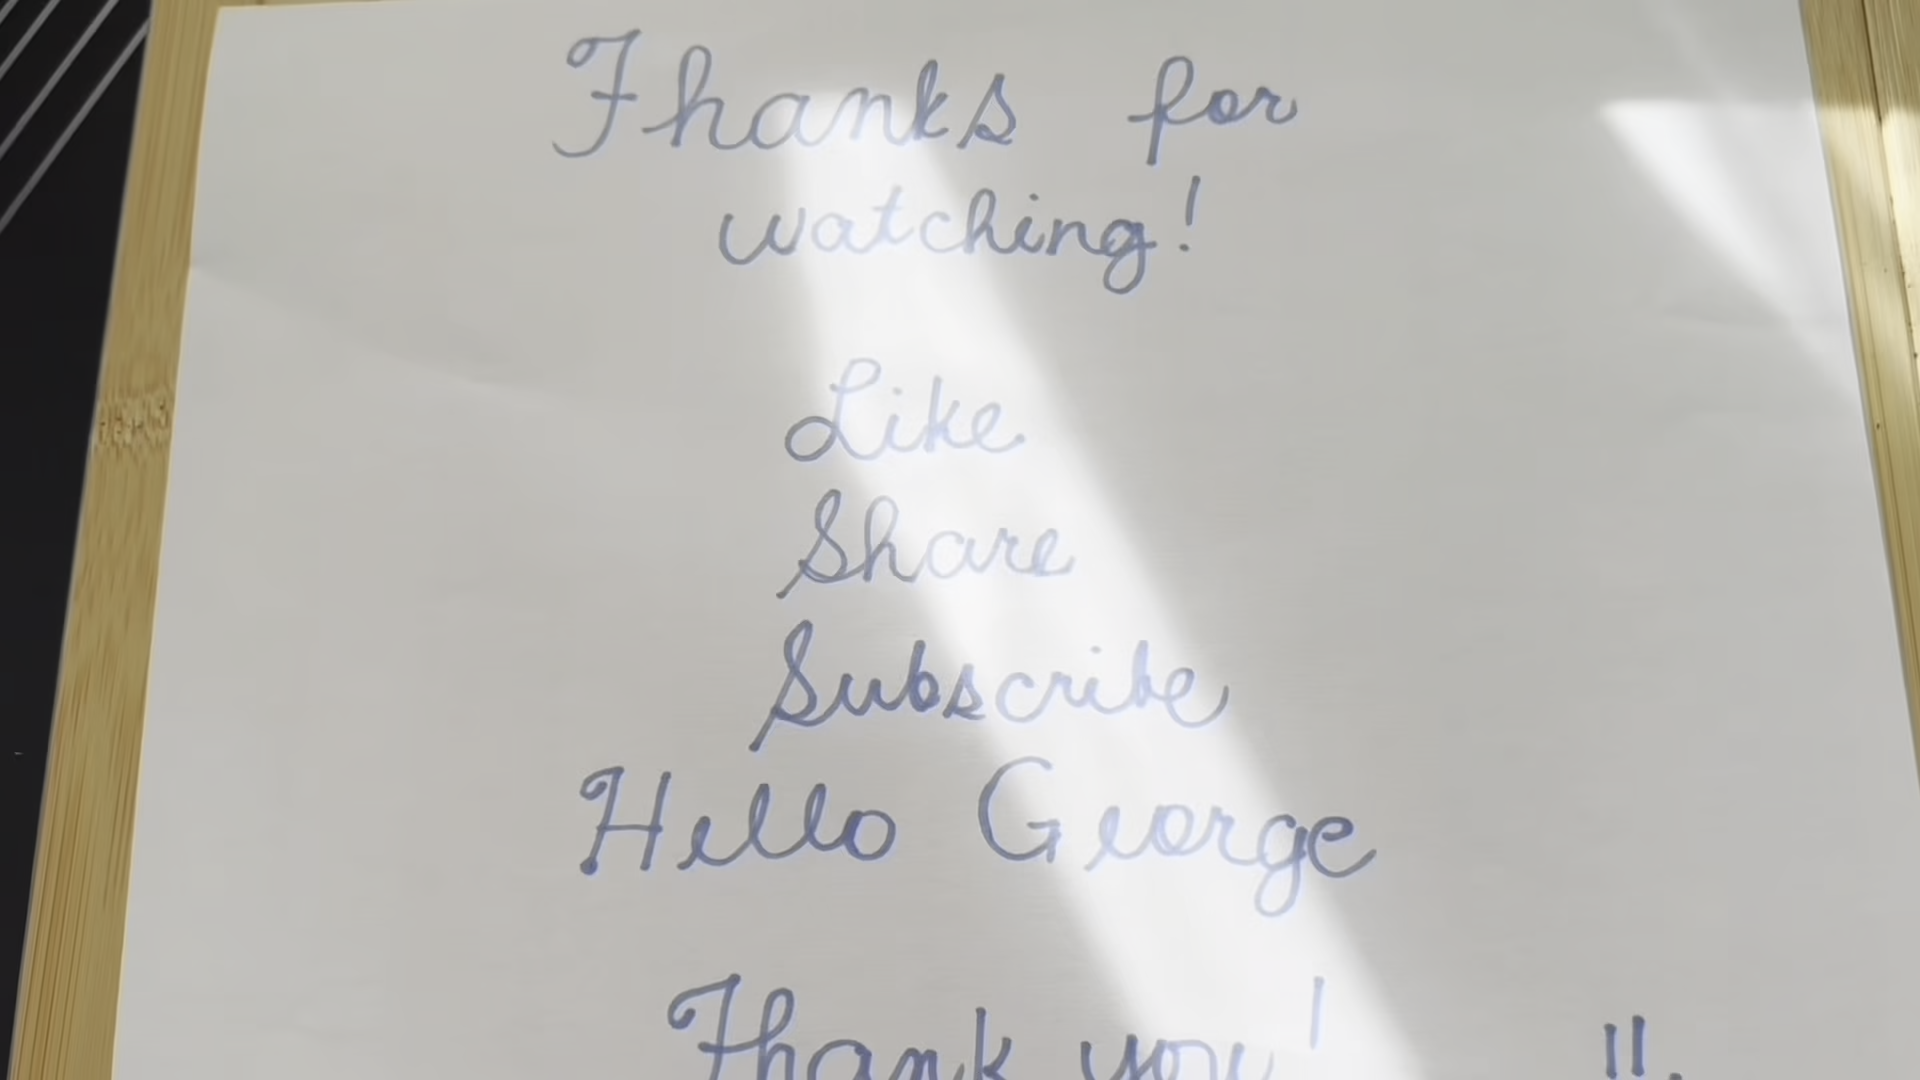 Thanks for
watching!
Like
Share
Subscribe
Hello George
Thank you!